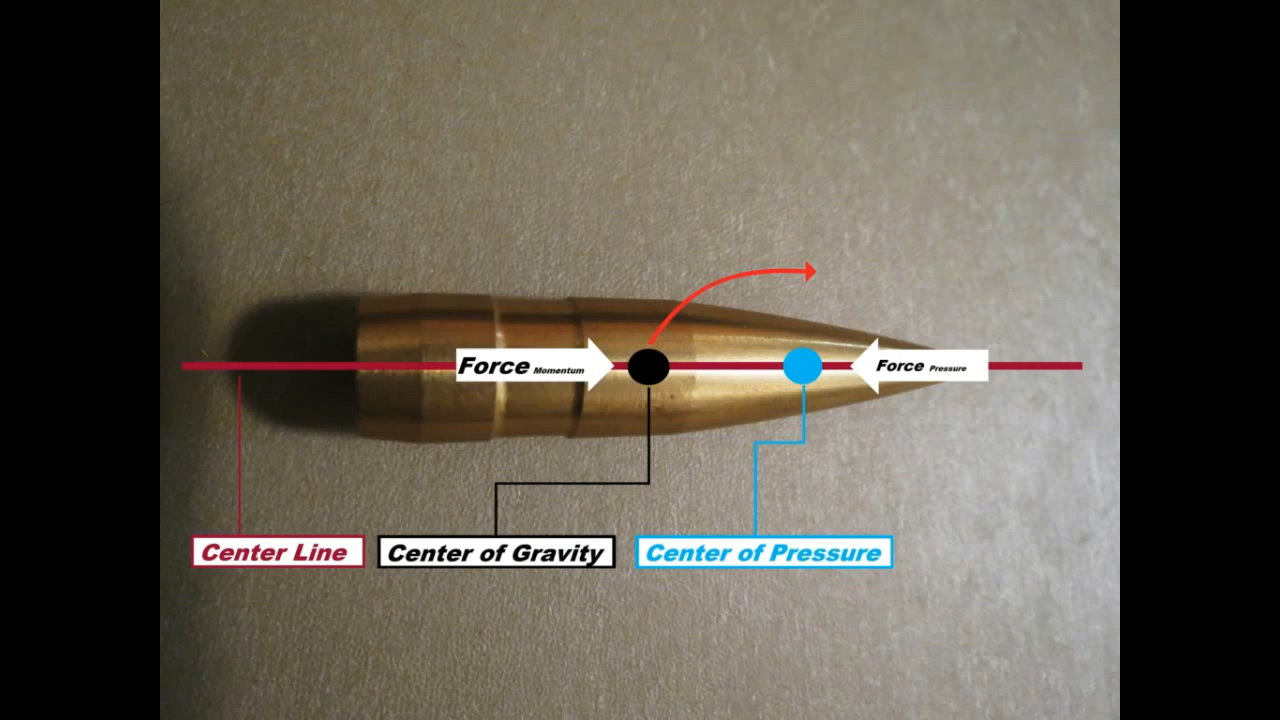 Force Momentum
Force Pressure
Center Line
Center of Gravity
Center of Pressure